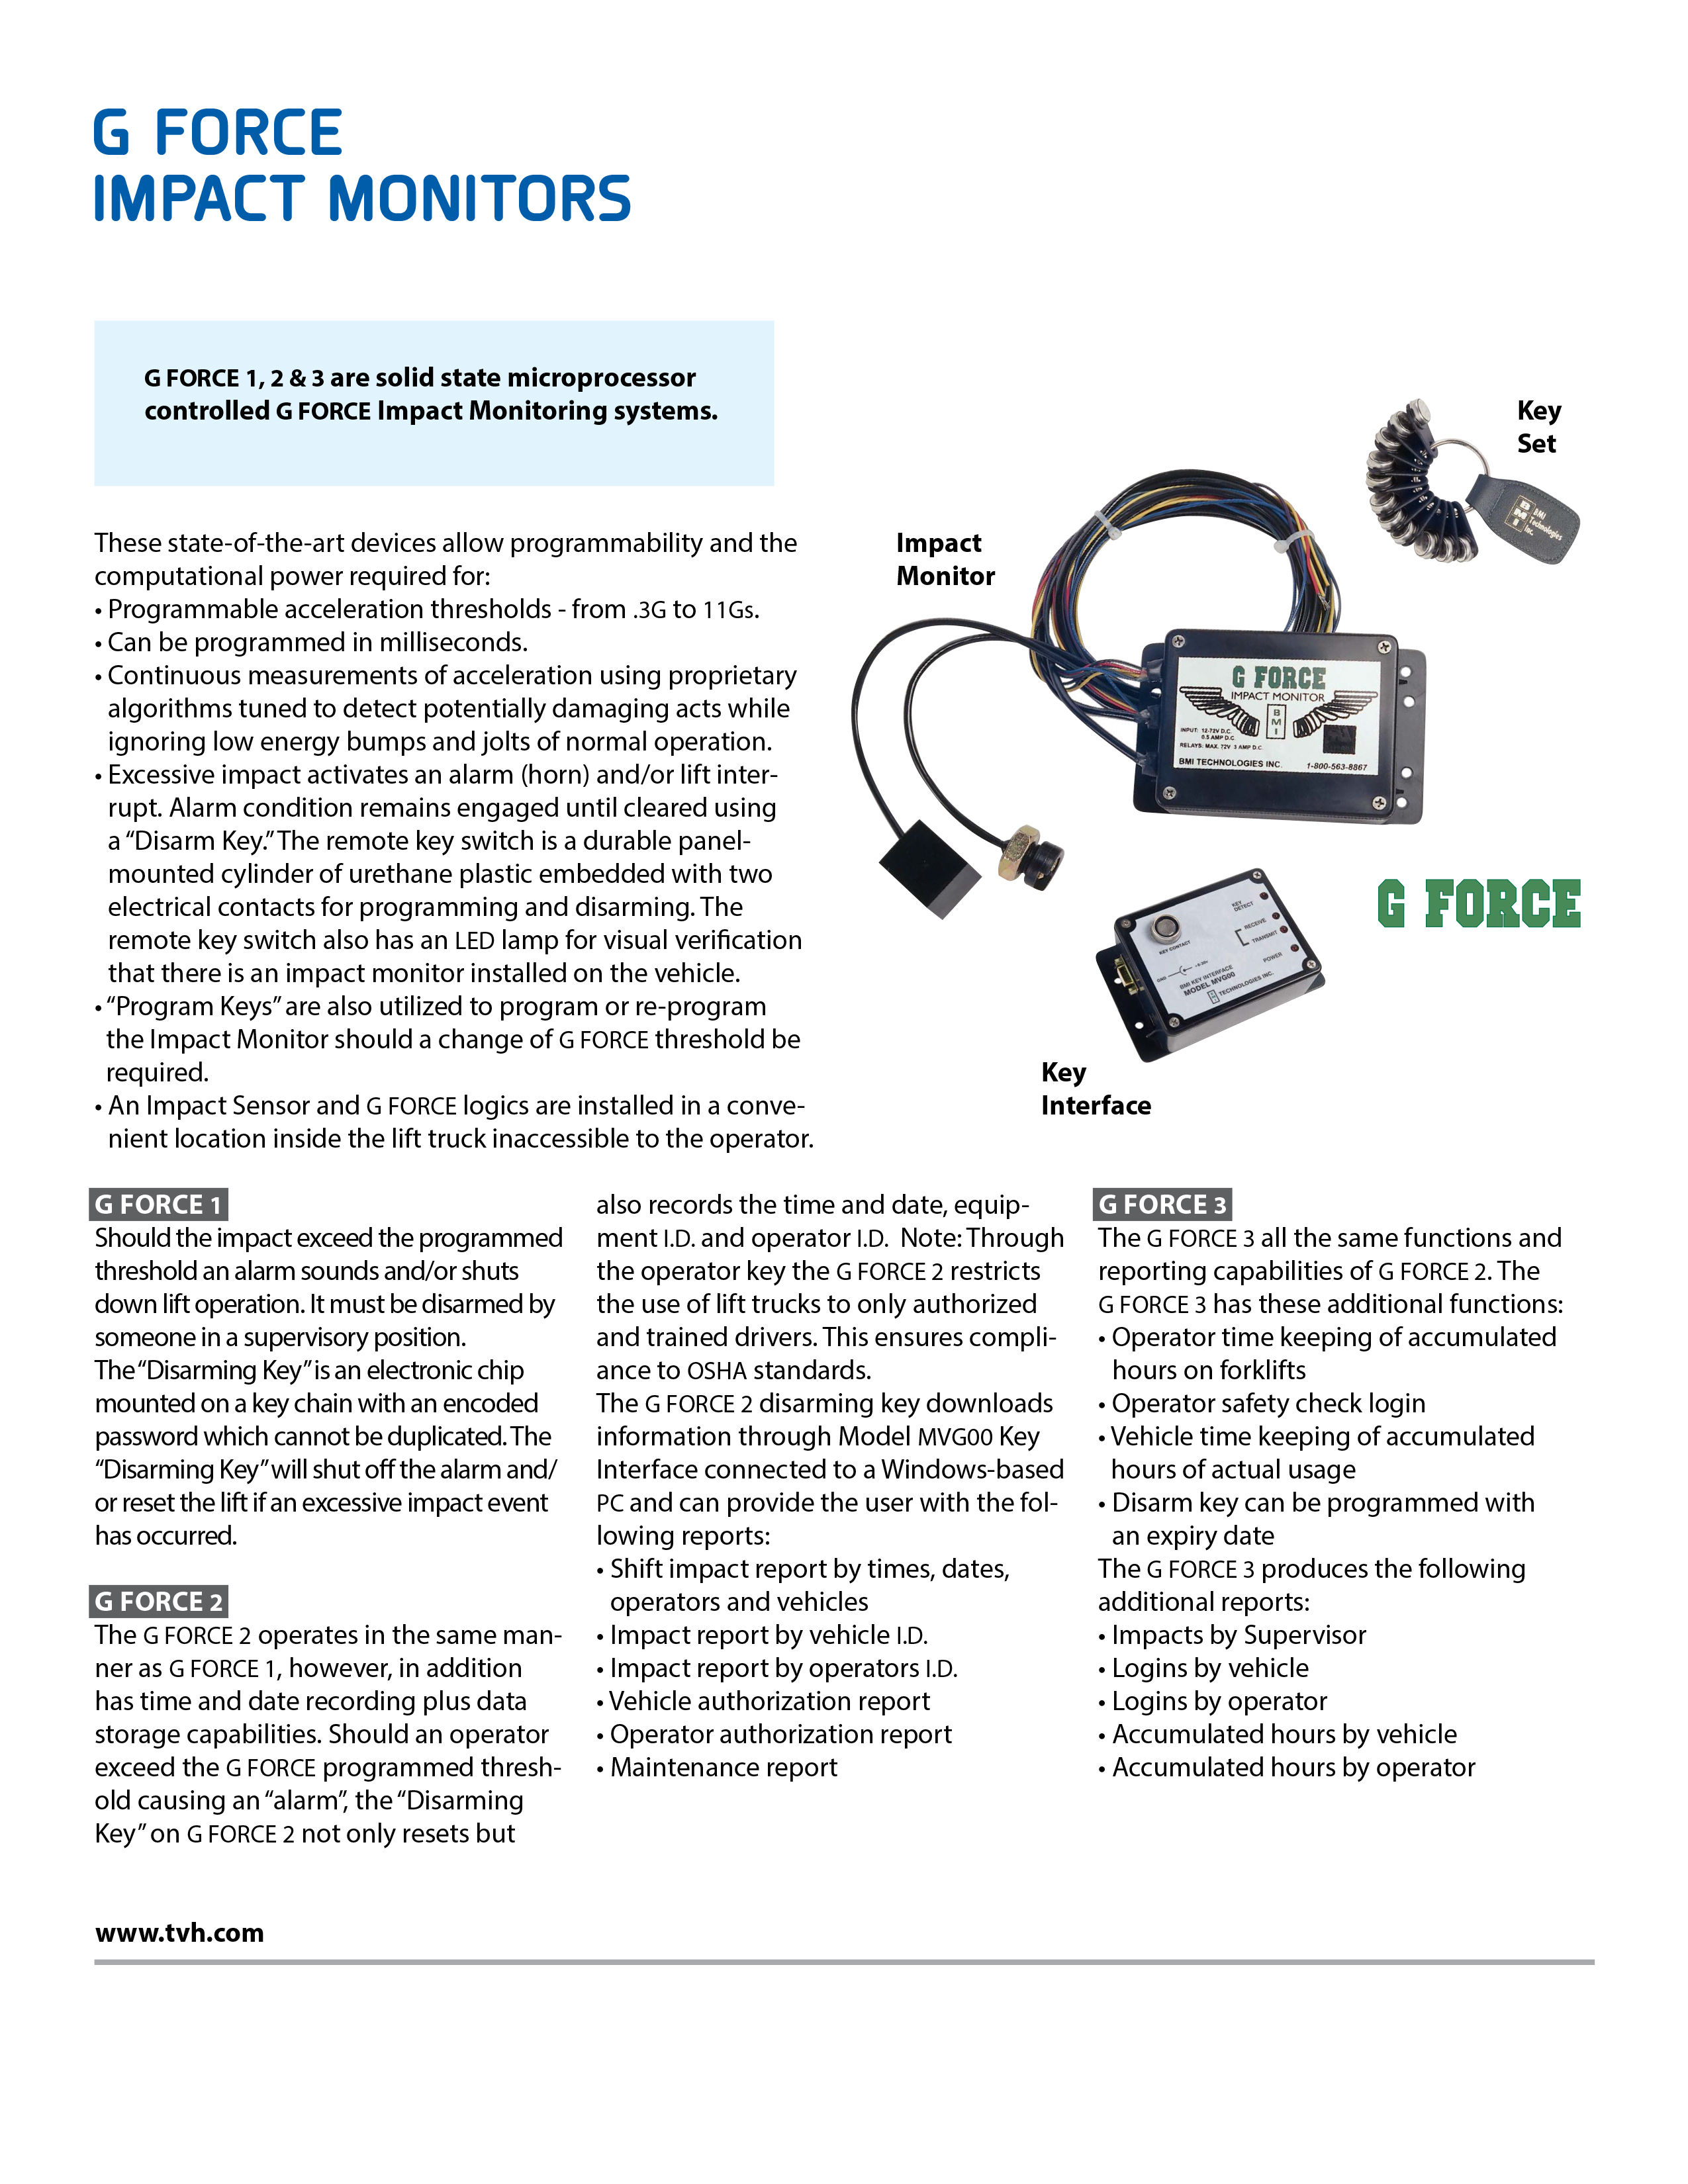 G FORCE
IMPACT MONITORS
G FORCE 1, 2 & 3 are solid state microprocessor
controlled G FORCE Impact Monitoring systems.
These state-of-the-art devices allow programmability and the
computational power required for:
• Programmable acceleration thresholds - from .3G to 11Gs.
• Can be programmed in milliseconds.
• Continuous measurements of acceleration using proprietary
algorithms tuned to detect potentially damaging acts while
ignoring low energy bumps and jolts of normal operation.
• Excessive impact activates an alarm (horn) and/or lift inter-
rupt. Alarm condition remains engaged until cleared using
a “Disarm Key.” The remote key switch is a durable panel-
mounted cylinder of urethane plastic embedded with two
electrical contacts for programming and disarming. The
remote key switch also has an LED lamp for visual verification
that there is an impact monitor installed on the vehicle.
• “Program Keys” are also utilized to program or re-program
the Impact Monitor should a change of G FORCE threshold be
required.
• An Impact Sensor and G FORCE logics are installed in a conve-
nient location inside the lift truck inaccessible to the operator.
Key
Set
BMI
BMI
Technologies
Inc.
Impact
Monitor
G FORCE
IMPACT MONITOR
BMI
INPUT: 12-72V D.C.
0.5 AMP D.C.
RELAYS: MAX. 72V 3 AMP D.C.
BMI TECHNOLOGIES INC. 1-800-563-8867
G FORCE
KEY
DETECT
RECEIVE
TRANSMIT
POWER
KEY CONTACT
GND
BMI KEY INTERFACE
MODEL MVG00
TECHNOLOGIES INC.
Key
Interface
G FORCE 1
Should the impact exceed the programmed
threshold an alarm sounds and/or shuts
down lift operation. It must be disarmed by
someone in a supervisory position.
The “Disarming Key” is an electronic chip
mounted on a key chain with an encoded
password which cannot be duplicated. The
“Disarming Key” will shut off the alarm and/
or reset the lift if an excessive impact event
has occurred.
G FORCE 2
The G FORCE 2 operates in the same man-
ner as G FORCE 1, however, in addition
has time and date recording plus data
storage capabilities. Should an operator
exceed the G FORCE programmed thresh-
old causing an “alarm”, the “Disarming
Key” on G FORCE 2 not only resets but
also records the time and date, equip-
ment I.D. and operator I.D. Note: Through
the operator key the G FORCE 2 restricts
the use of lift trucks to only authorized
and trained drivers. This ensures compli-
ance to OSHA standards.
The G FORCE 2 disarming key downloads
information through Model MVG00 Key
Interface connected to a Windows-based
PC and can provide the user with the fol-
lowing reports:
• Shift impact report by times, dates,
operators and vehicles
• Impact report by vehicle I.D.
• Impact report by operators I.D.
• Vehicle authorization report
• Operator authorization report
• Maintenance report
G FORCE 3
The G FORCE 3 all the same functions and
reporting capabilities of G FORCE 2. The
G FORCE 3 has these additional functions:
• Operator time keeping of accumulated
hours on forklifts
• Operator safety check login
• Vehicle time keeping of accumulated
hours of actual usage
• Disarm key can be programmed with
an expiry date
The G FORCE 3 produces the following
additional reports:
• Impacts by Supervisor
• Logins by vehicle
• Logins by operator
• Accumulated hours by vehicle
• Accumulated hours by operator
www.tvh.com